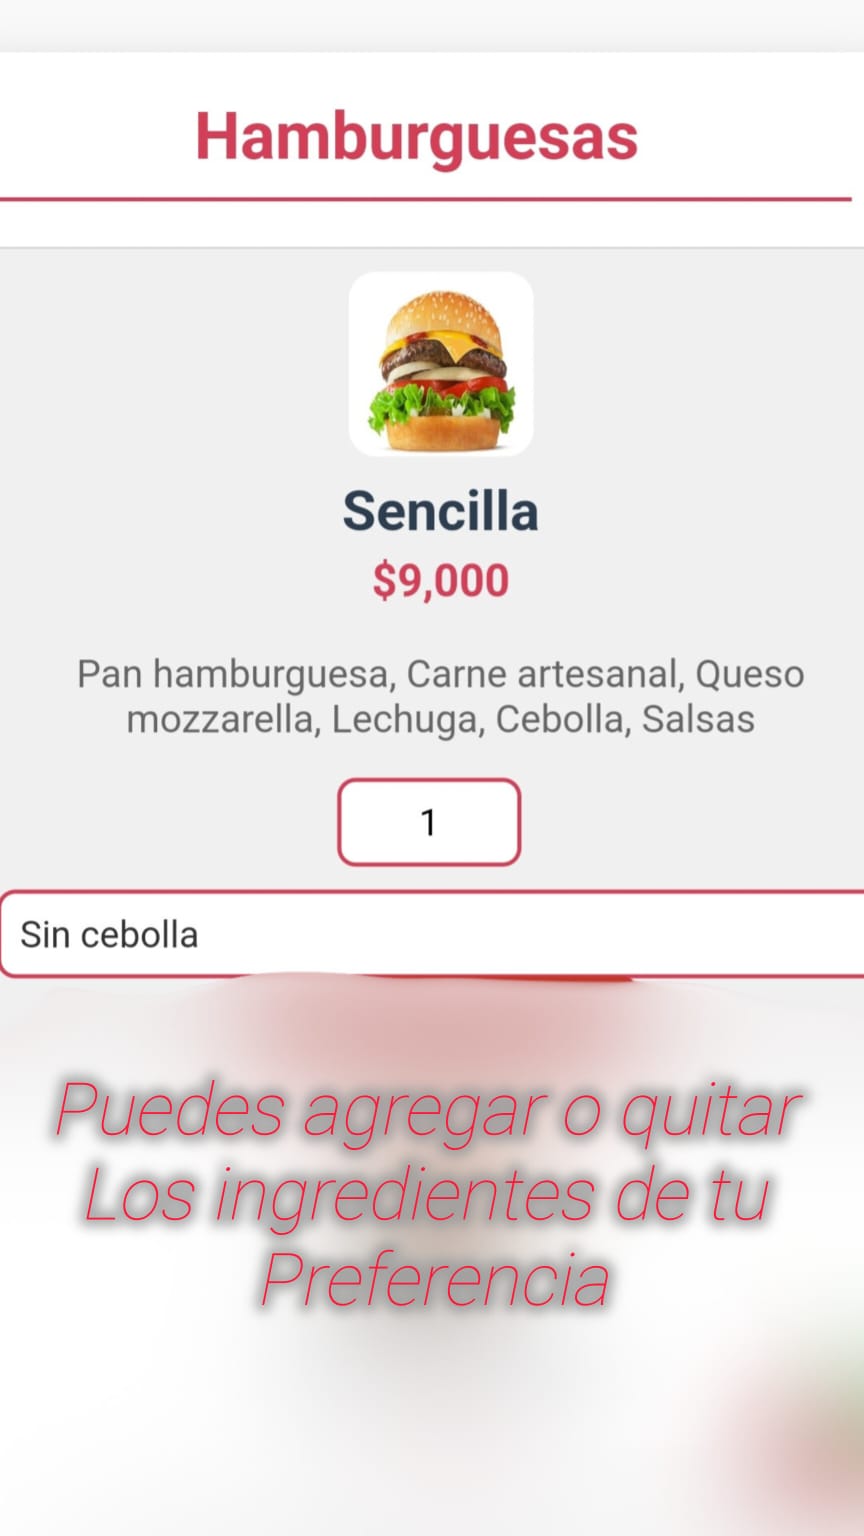 Hamburguesas
Sencilla
$9,000
Pan hamburguesa, Carne artesanal, Queso
mozzarella, Lechuga, Cebolla, Salsas
1
Sin cebolla
Puedes agregar o quitar
Los ingredientes de tu
Preferencia